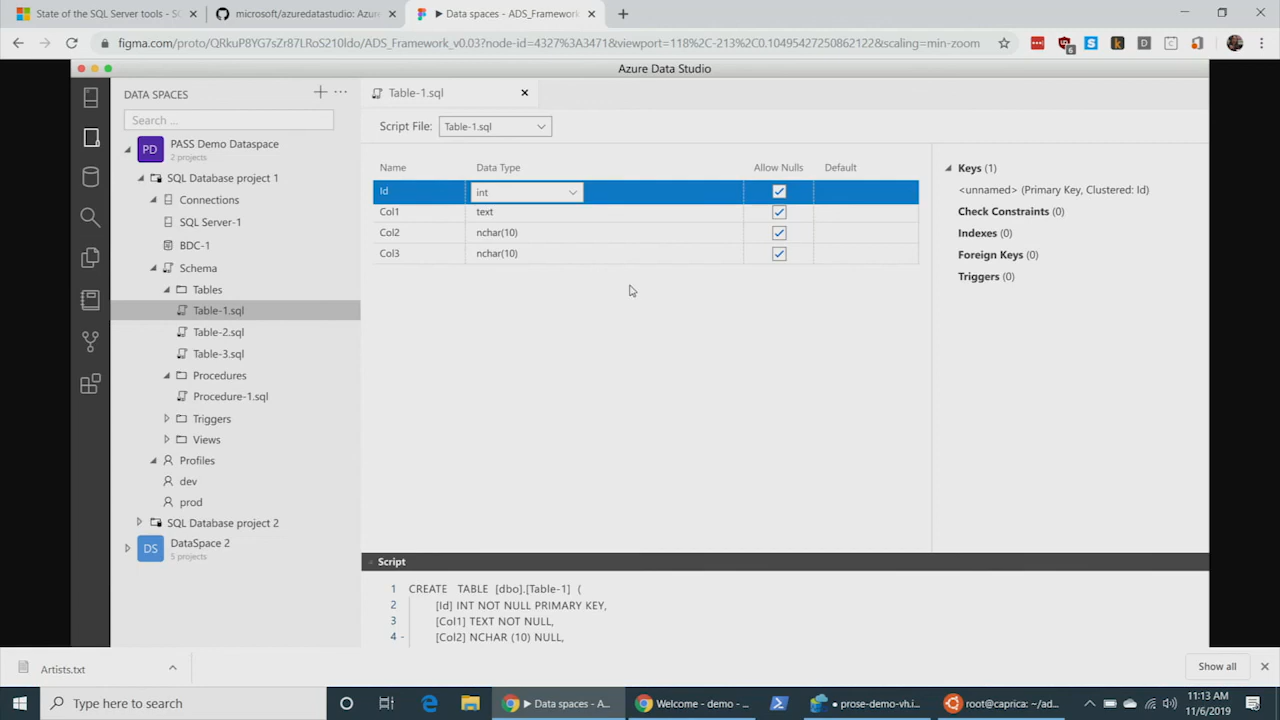 State of the SQL Server tools - SC
microsoft/azuredatastudio: Azure
Data spaces - ADS_Framework
figma.com/proto/QRkuP8YG7sZr87LRoS21Oldo/ADS_Framework_v0.03?node-id=4327%3A3471&viewport=118%2C-213%2C0.10495427250862122&scaling=min-zoom
6
Azure Data Studio
DATA SPACES
Table-1.sql
Search ...
Script File: Table-1.sql
PD PASS Demo Dataspace
2 projects
SQL Database project 1
Connections
SQL Server-1
BDC-1
Schema
Tables
Table-1.sql
Table-2.sql
Table-3.sql
Procedures
Procedure-1.sql
Triggers
Views
Profiles
dev
prod
SQL Database project 2
DS DataSpace 2
5 projects
Name Data Type Allow Nulls Default
Id int
Col1 text
Col2 nchar(10)
Col3 nchar(10)
Keys (1)
<unnamed> (Primary Key, Clustered: Id)
Check Constraints (0)
Indexes (0)
Foreign Keys (0)
Triggers (0)
Script
1 CREATE TABLE [dbo].[Table-1] (
2 [Id] INT NOT NULL PRIMARY KEY,
3 [Col1] TEXT NOT NULL,
4 - [Col2] NCHAR (10) NULL,
Artists.txt
Show all
Type here to search
Data spaces - A...
Welcome - demo - ...
prose-demo-vh.i...
root@caprica: ~/ad...
11:13 AM
11/6/2019